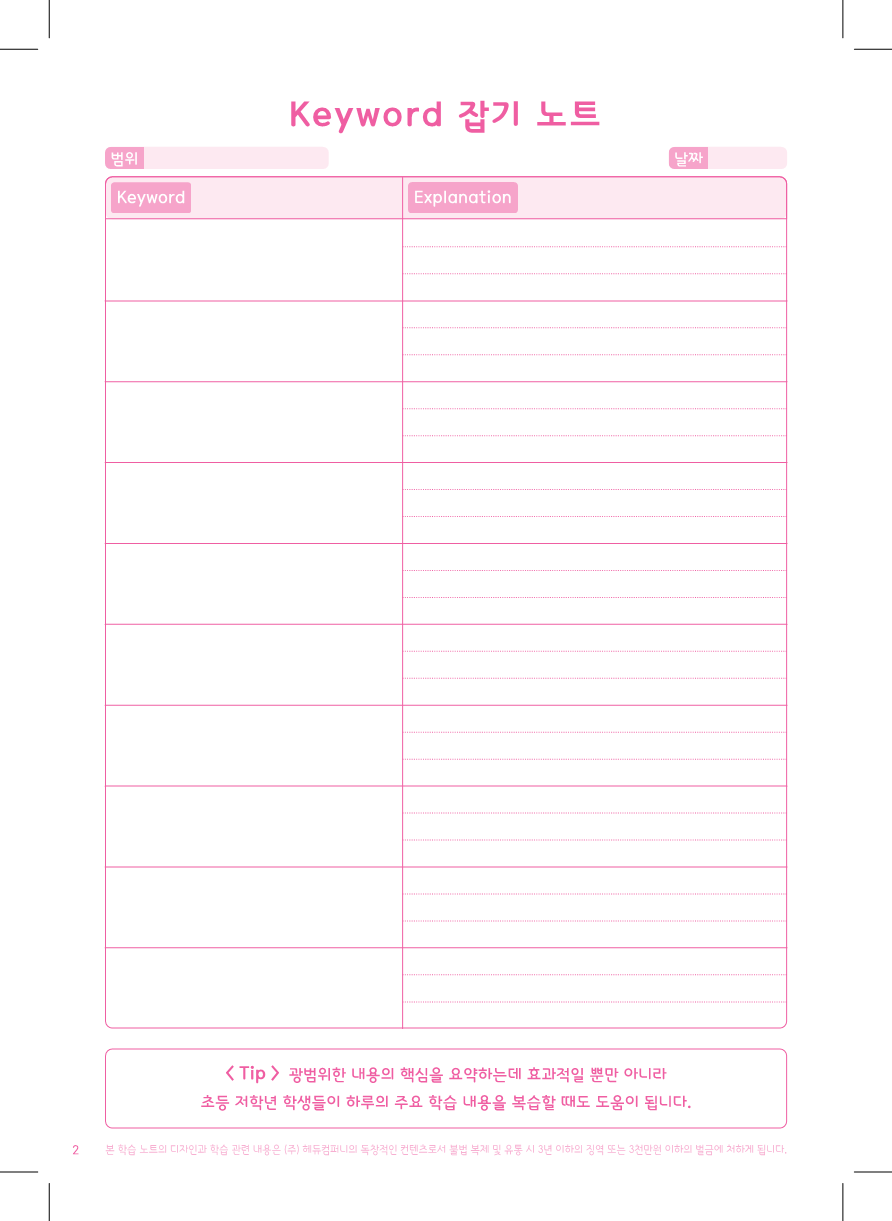 Keyword 잡기 노트
범위
날짜
Keyword
Explanation
< Tip > 광범위한 내용의 핵심을 요약하는데 효과적일 뿐만 아니라
초등 저학년 학생들이 하루의 주요 학습 내용을 복습할 때도 도움이 됩니다.
2
본 학습 노트의 디자인과 학습 관련 내용은 (주) 헤듀컴퍼니의 독창적인 컨텐츠로서 불법 복제 및 유통 시 3년 이하의 징역 또는 3천만원 이하의 벌금에 처하게 됩니다.